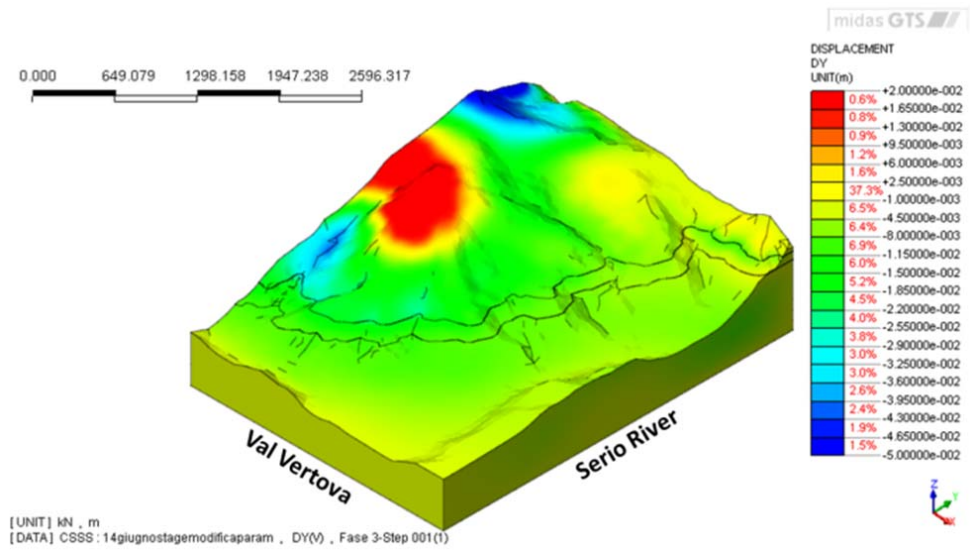 midas GTS
DISPLACEMENT
DY
UNIT(m)
0.000 649.079 1298.158 1947.238 2596.317
+2.00000e-002
0.6%
+1.65000e-002
0.8%
+1.30000e-002
0.9%
+9.50000e-003
1.2%
+6.00000e-003
1.6%
+2.50000e-003
37.3%
-1.00000e-003
6.5%
-4.50000e-003
6.4%
-8.00000e-003
6.9%
-1.15000e-002
6.0%
-1.50000e-002
5.2%
-1.85000e-002
4.5%
-2.20000e-002
4.0%
-2.55000e-002
3.8%
-2.90000e-002
3.0%
-3.25000e-002
3.0%
-3.60000e-002
2.6%
-3.95000e-002
2.4%
-4.30000e-002
1.9%
-4.65000e-002
1.5%
-5.00000e-002
Val Vertova
Serio River
Z
Y
X
[UNIT] kN , m
[DATA] CSSS : 14giugnostagemodificaparam , DY(V) , Fase 3-Step 001(1)